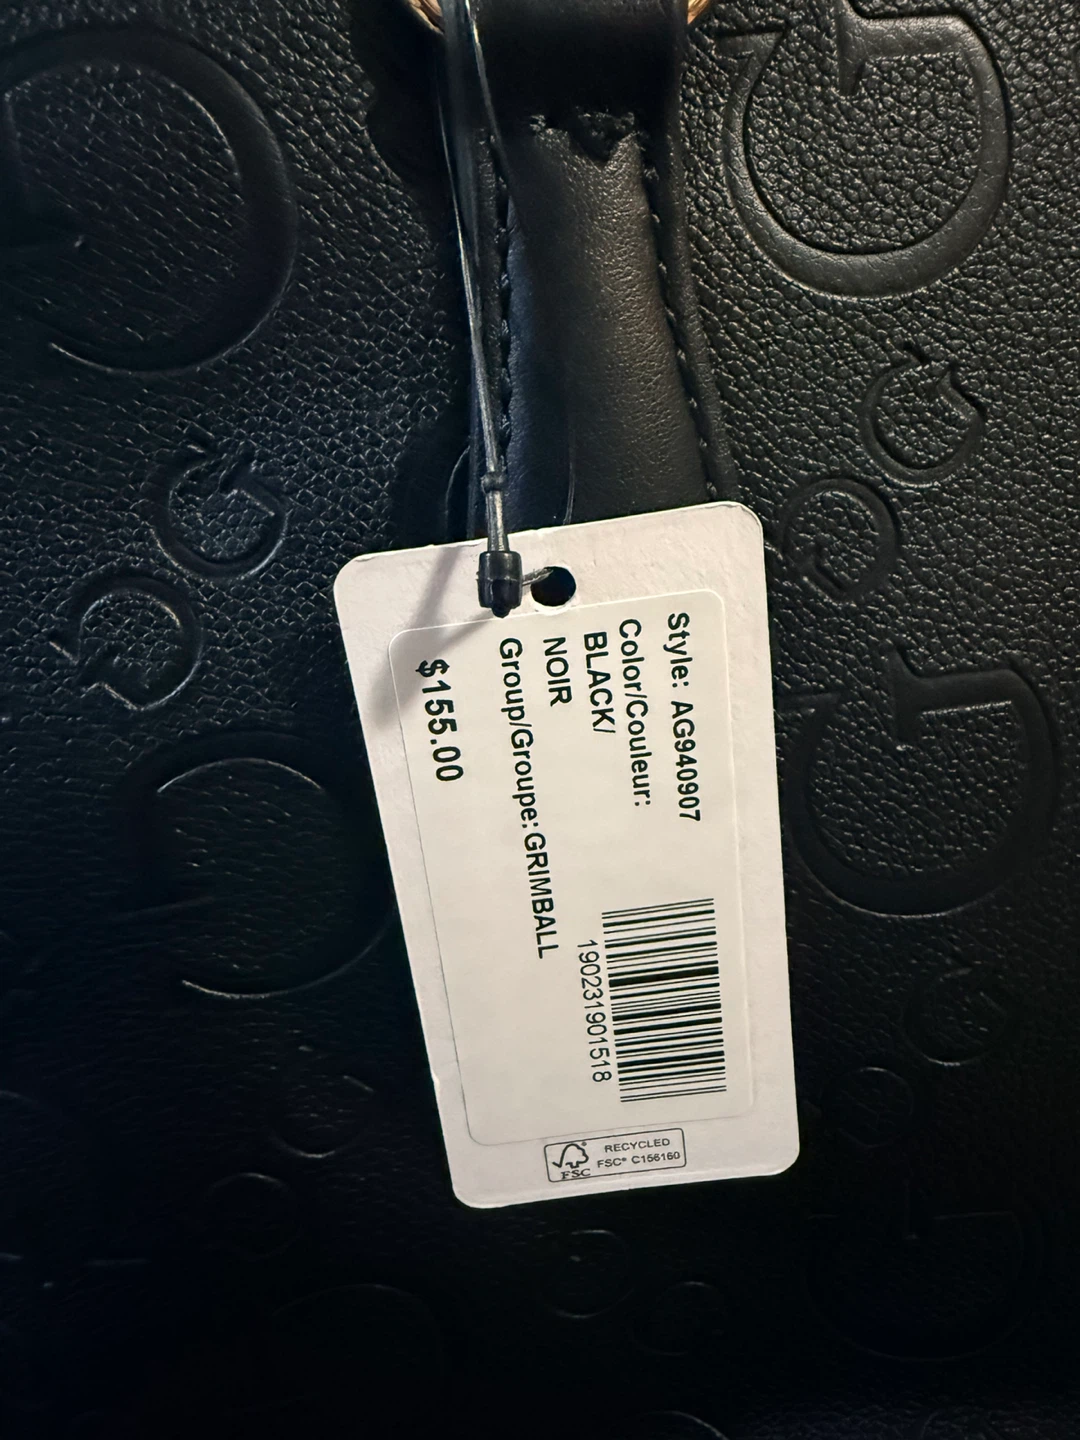 Style: AG940907
Color/Couleur:
BLACK/
NOIR
Group/Groupe: GRIMBALL
$155.00
190231901518
FSC
RECYCLED
FSC® C156160